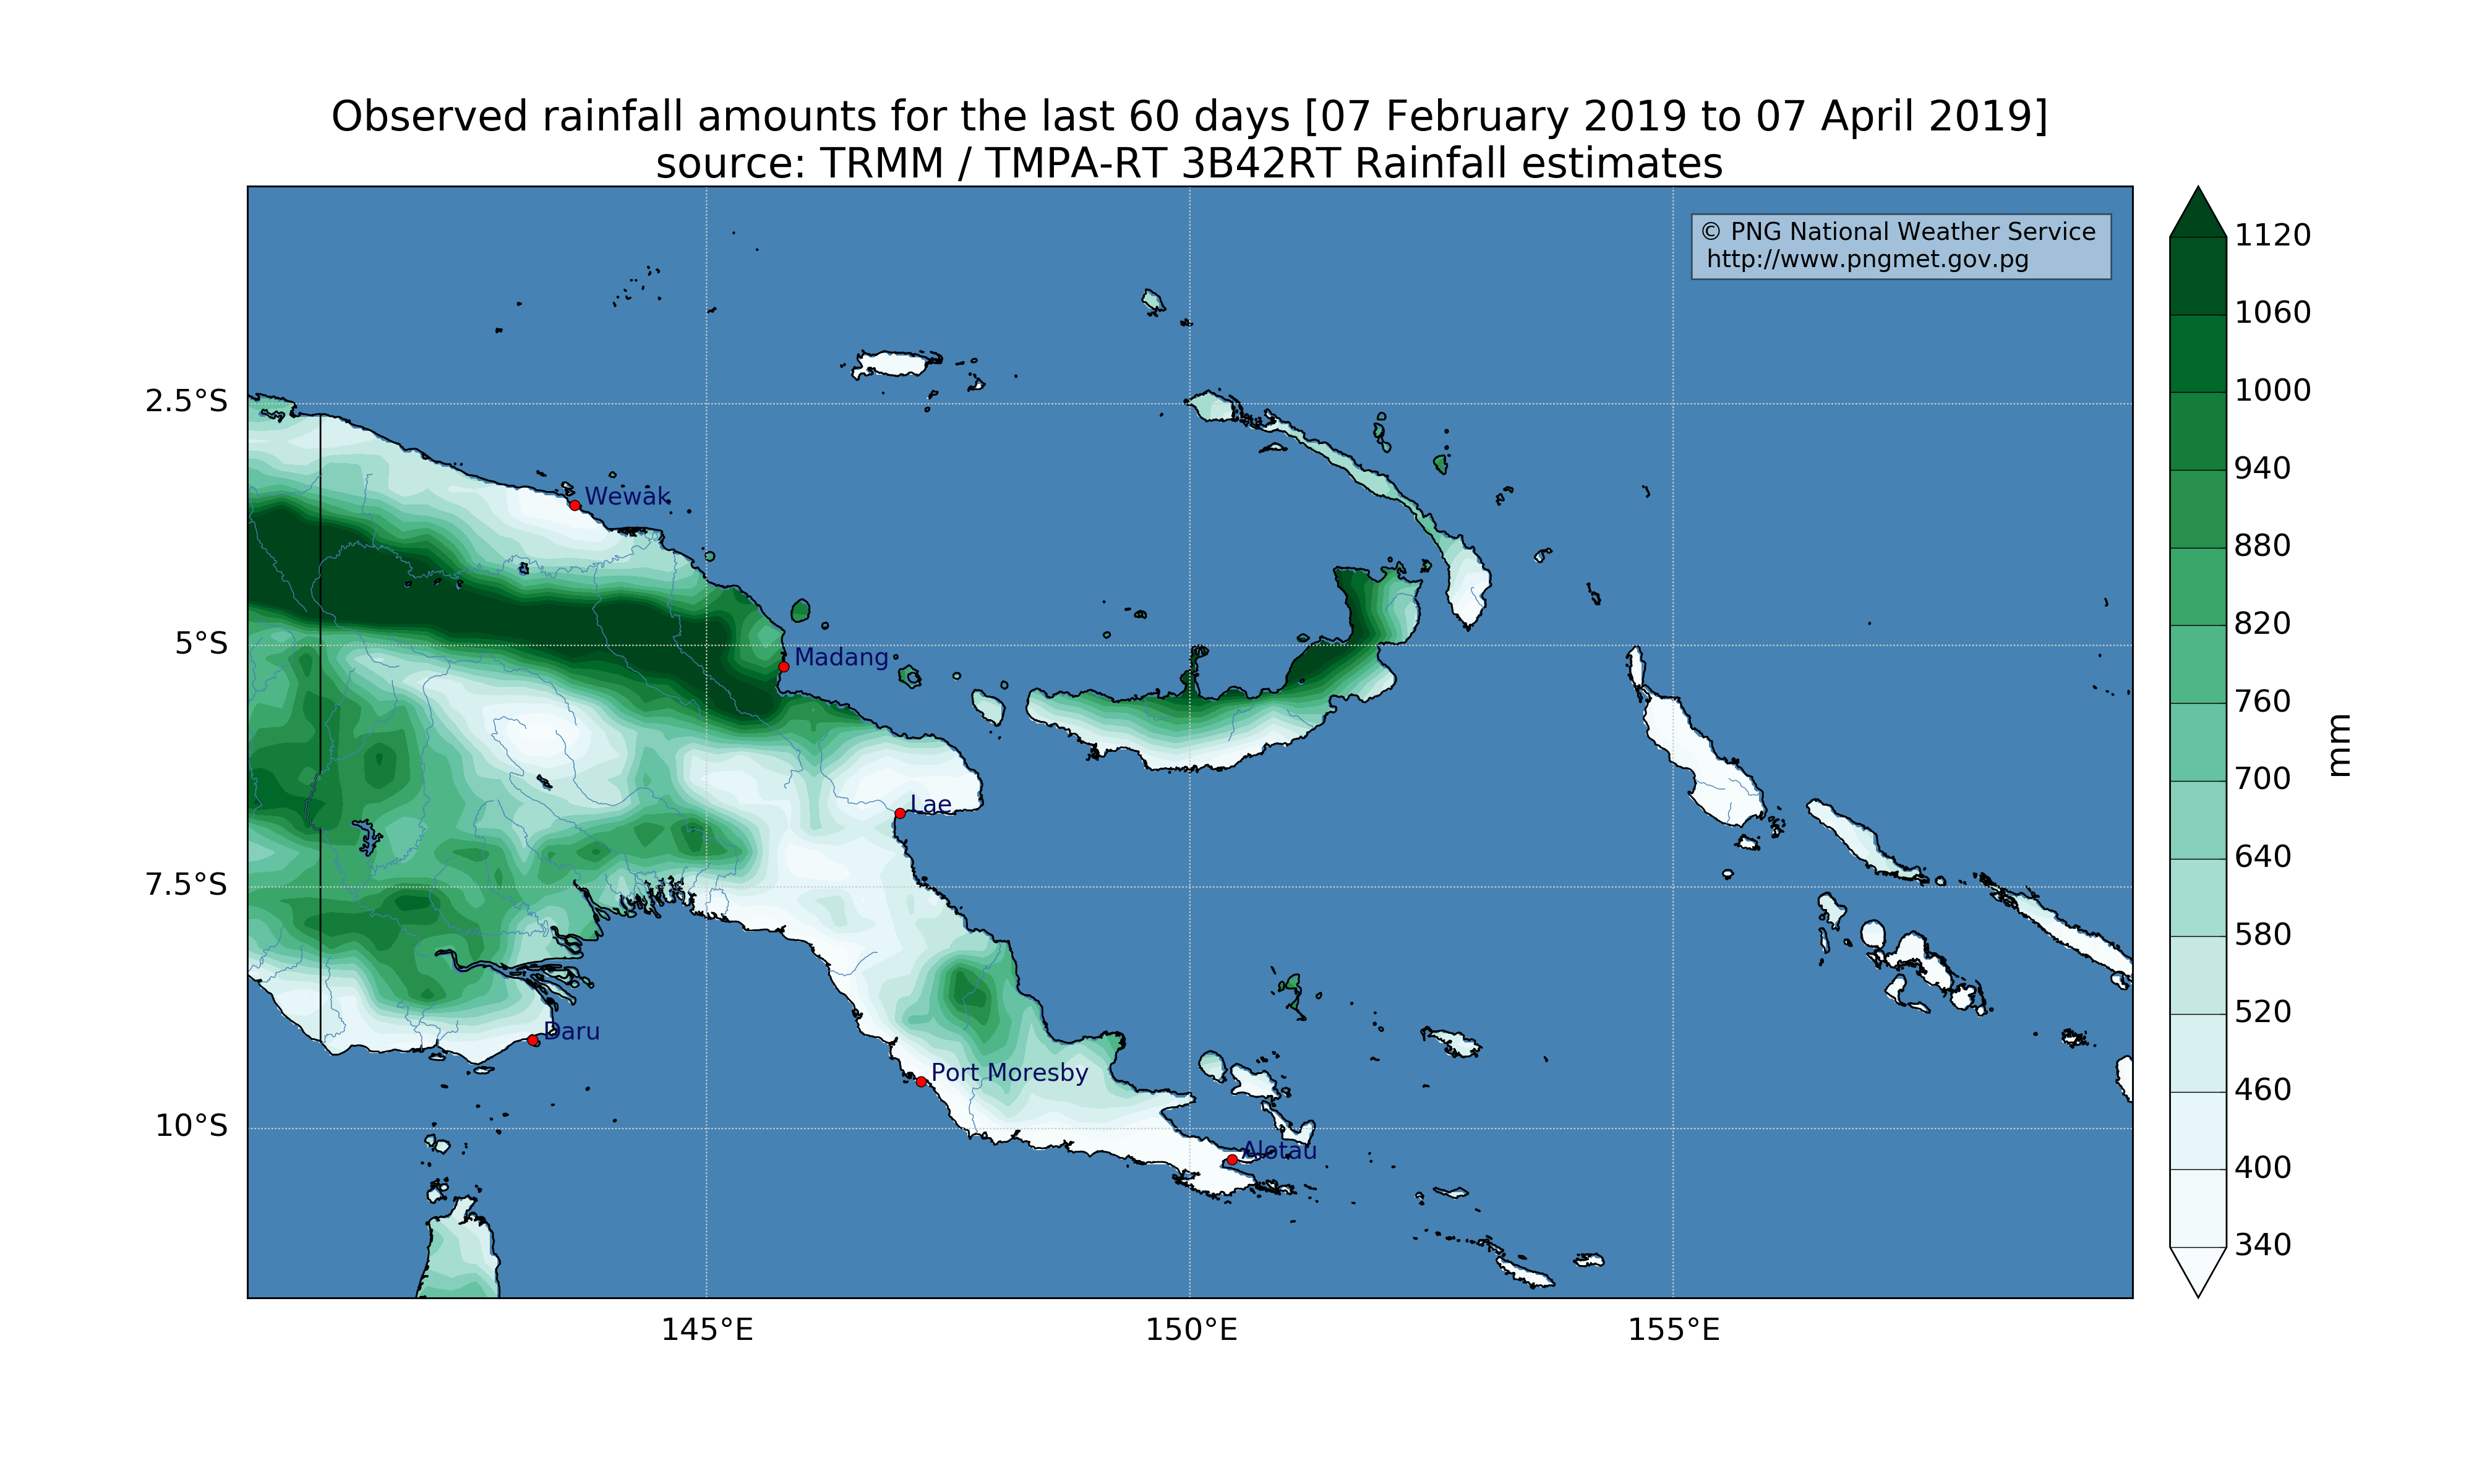 Observed rainfall amounts for the last 60 days [07 February 2019 to 07 April 2019]
source: TRMM / TMPA-RT 3B42RT Rainfall estimates
© PNG National Weather Service
http://www.pngmet.gov.pg
2.5°S
5°S
7.5°S
10°S
Wewak
Madang
Lae
Daru
Port Moresby
Alotau
145°E
150°E
155°E
1120
1060
1000
940
880
820
760
700
640
580
520
460
400
340
mm